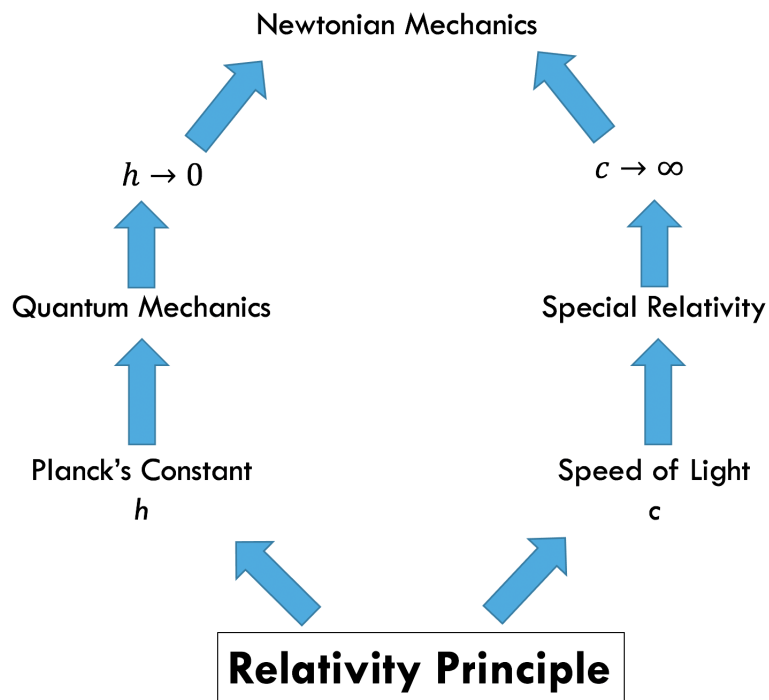 Newtonian Mechanics
h → 0
c → ∞
Quantum Mechanics
Special Relativity
Planck’s Constant
h
Speed of Light
c
Relativity Principle